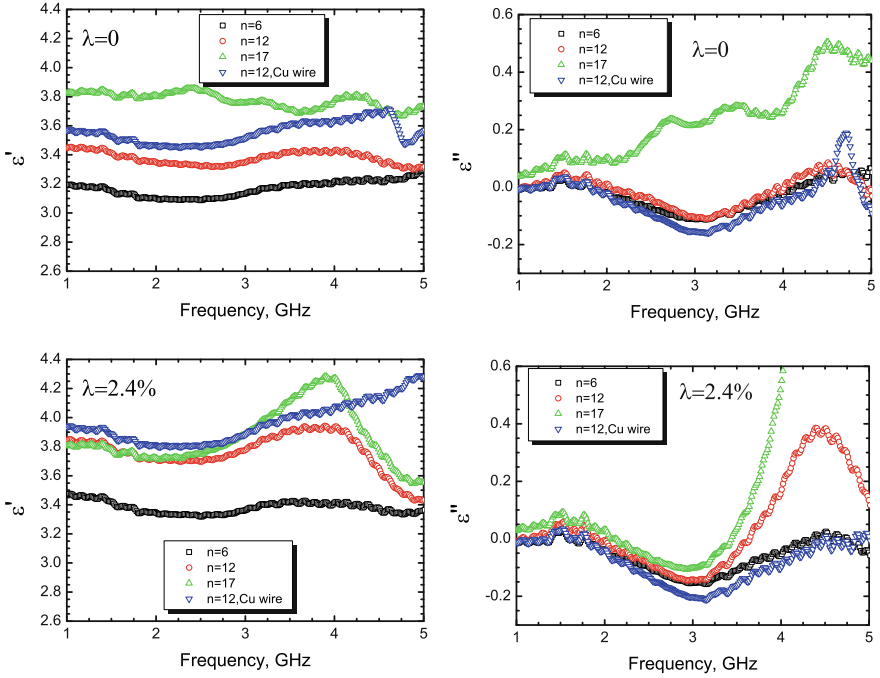 λ=0
n=6
n=12
n=17
n=12,Cu wire
4.4
4.2
4.0
3.8
3.6
3.4
3.2
3.0
2.8
2.6
ε'
1 2 3 4 5
Frequency, GHz
n=6
n=12
n=17
n=12,Cu wire
λ=0
0.6
0.4
0.2
0.0
-0.2
ε"
1 2 3 4 5
Frequency, GHz
λ=2.4%
4.4
4.2
4.0
3.8
3.6
3.4
3.2
3.0
2.8
2.6
ε'
n=6
n=12
n=17
n=12,Cu wire
1 2 3 4 5
Frequency, GHz
n=6
n=12
n=17
n=12,Cu wire
λ=2.4%
0.6
0.4
0.2
0.0
-0.2
ε"
1 2 3 4 5
Frequency, GHz